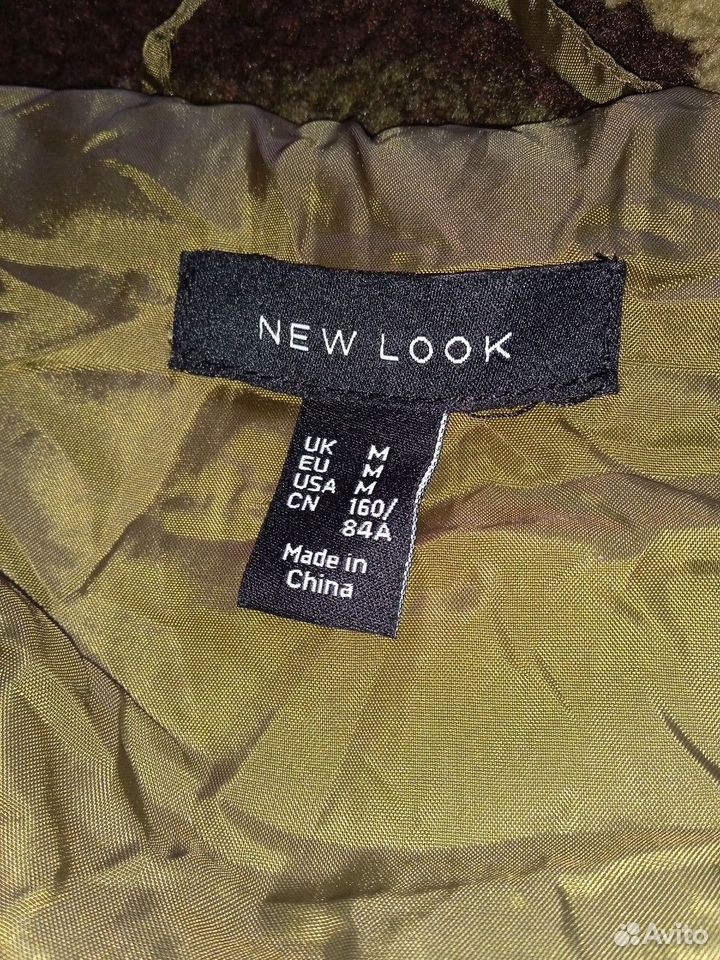 NEW LOOK
UK M
EU M
USA M
CN 160/
84A
Made in
China
Avito